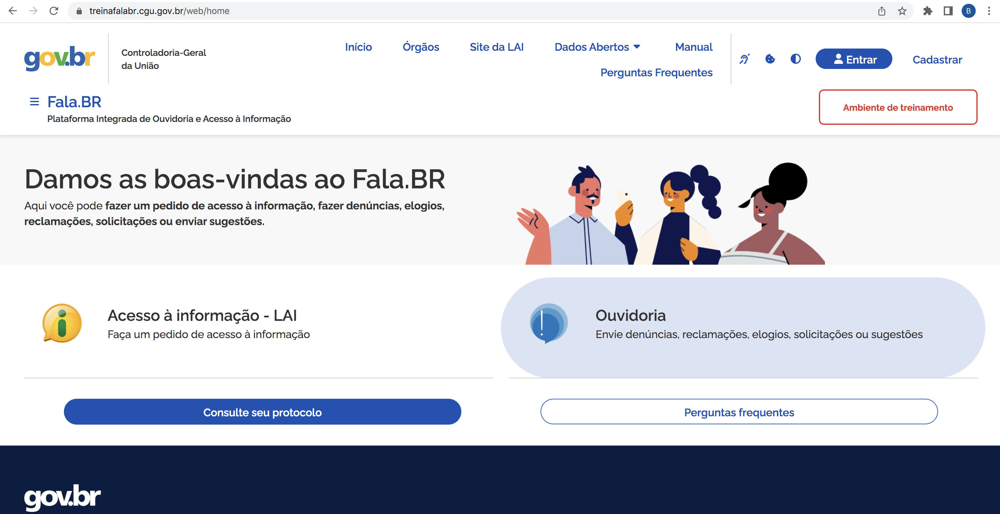 treinafalabr.cgu.gov.br/web/home
B
gov.br
Controladoria-Geral
da União
Início
Órgãos
Site da LAI
Dados Abertos
Manual
Perguntas Frequentes
Entrar
Cadastrar
Fala.BR
Plataforma Integrada de Ouvidoria e Acesso à Informação
Ambiente de treinamento
Damos as boas-vindas ao Fala.BR
Aqui você pode fazer um pedido de acesso à informação, fazer denúncias, elogios,
reclamações, solicitações ou enviar sugestões.
Acesso à informação - LAI
Faça um pedido de acesso à informação
Ouvidoria
Envie denúncias, reclamações, elogios, solicitações ou sugestões
Consulte seu protocolo
Perguntas frequentes
gov.br